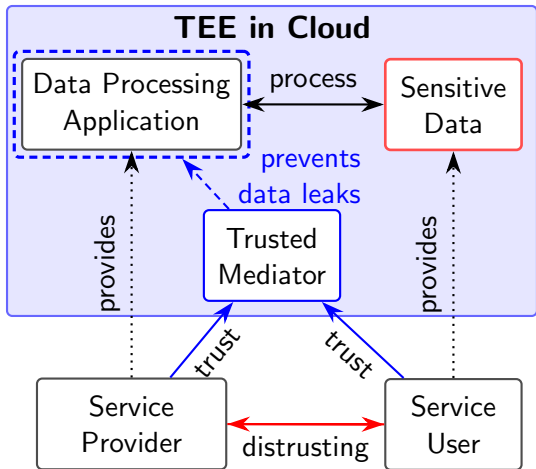 TEE in Cloud
Data Processing
Application
process
Sensitive
Data
prevents
data leaks
Trusted
Mediator
provides
provides
trust
trust
Service
Provider
distrusting
Service
User